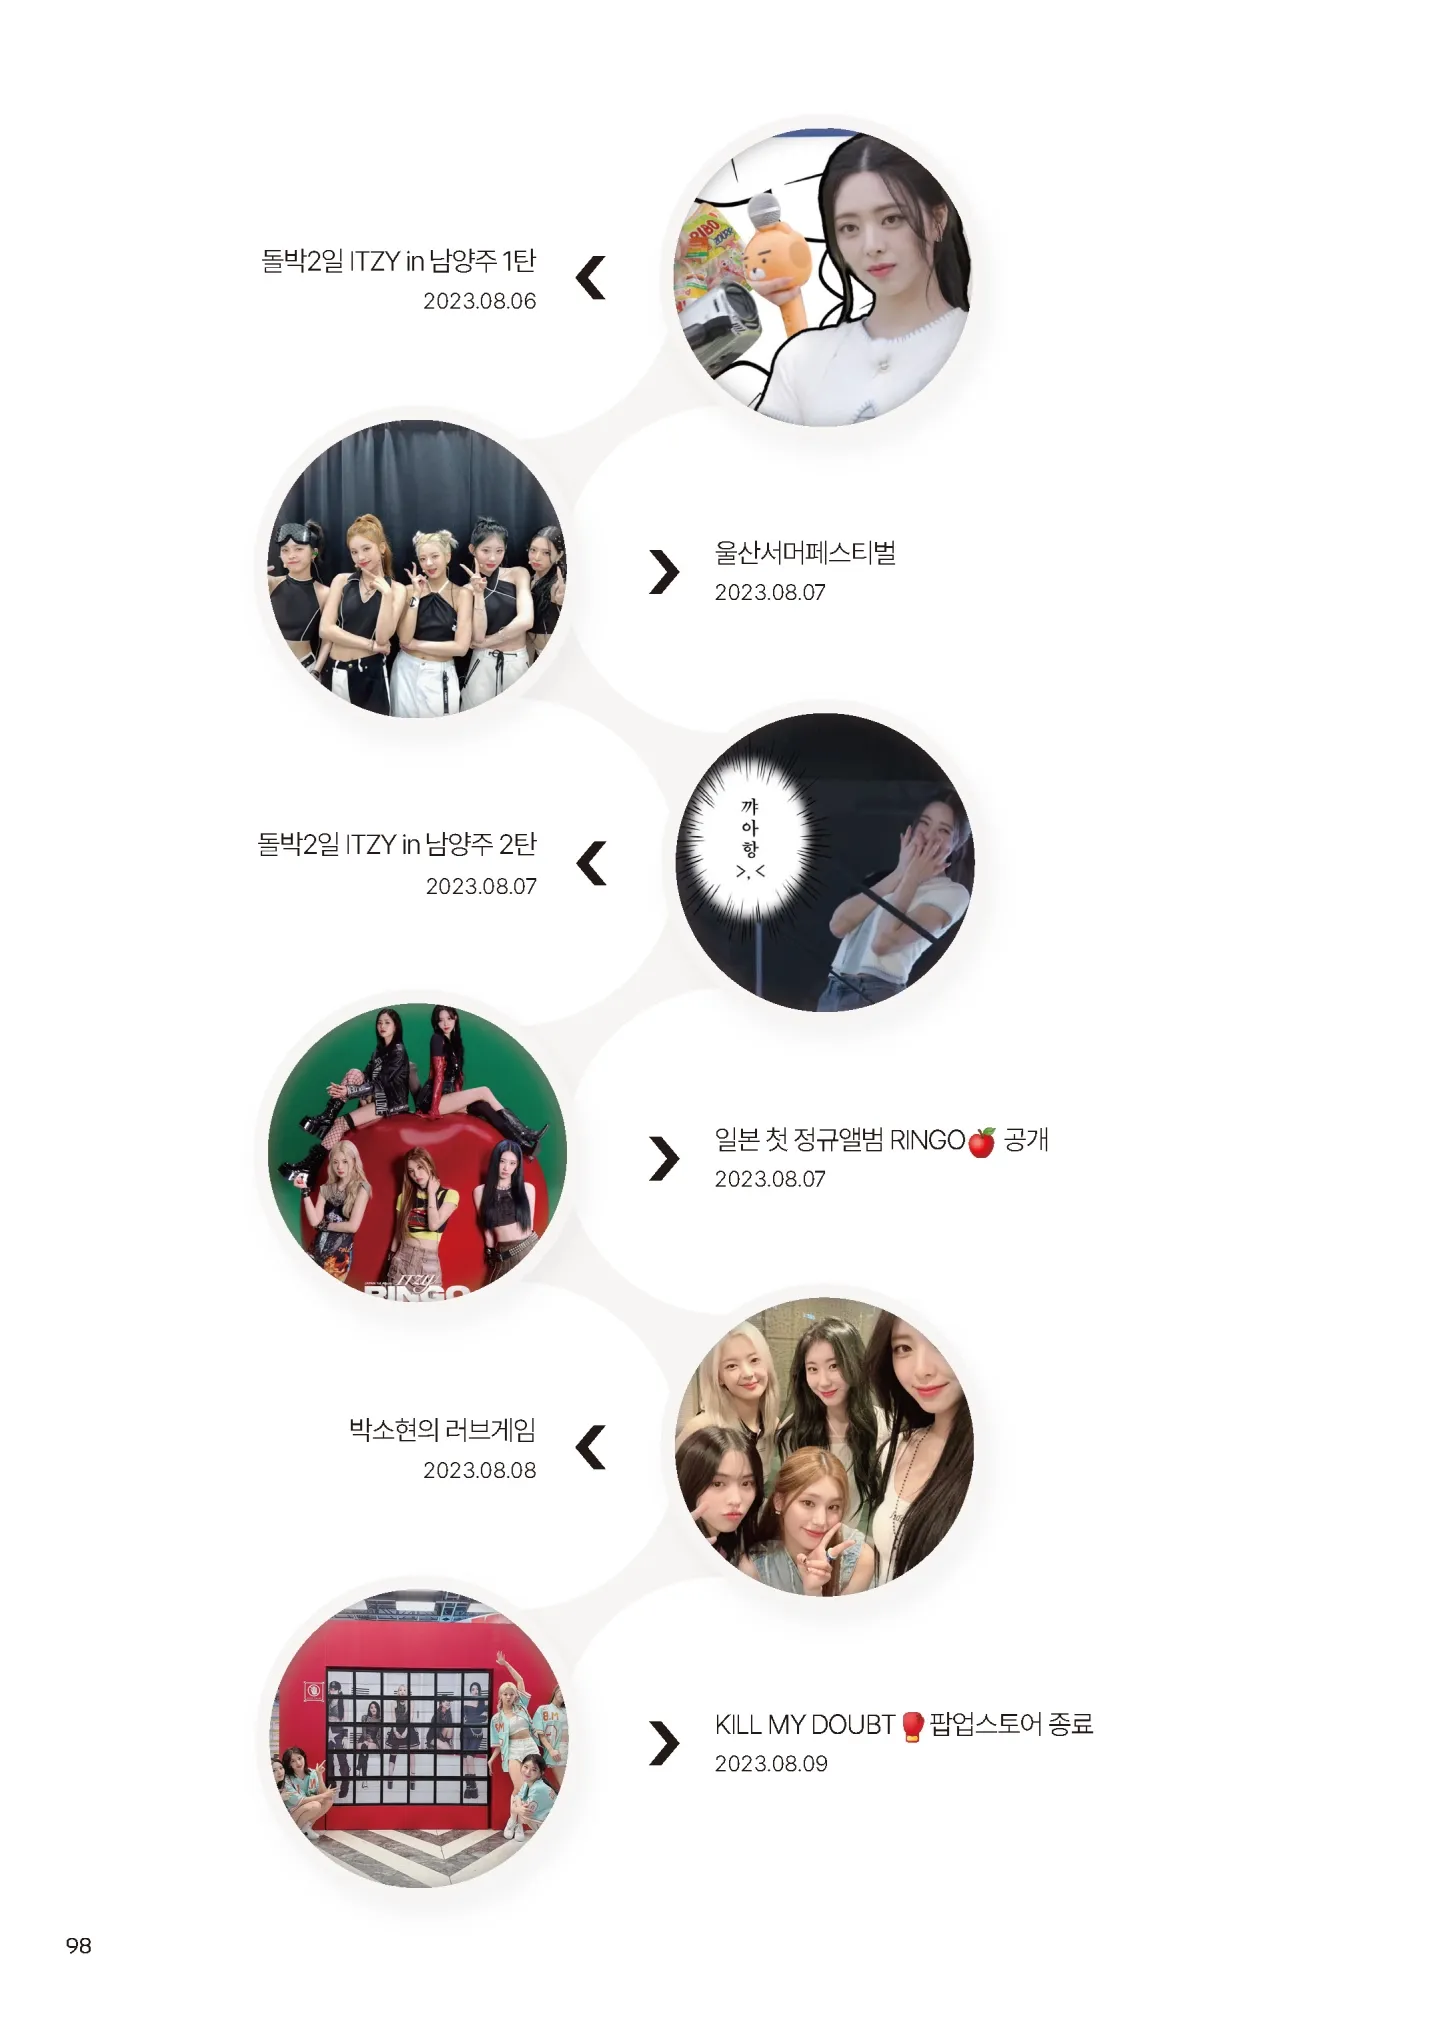 돌박2일 ITZY in 남양주 1탄
2023.08.06
울산서머페스티벌
2023.08.07
꺄
아
항
>,<
돌박2일 ITZY in 남양주 2탄
2023.08.07
ITZY
RINGO
일본 첫 정규앨범 RINGO🍎 공개
2023.08.07
박소현의 러브게임
2023.08.08
KILL MY DOUBT🥊팝업스토어 종료
2023.08.09
98